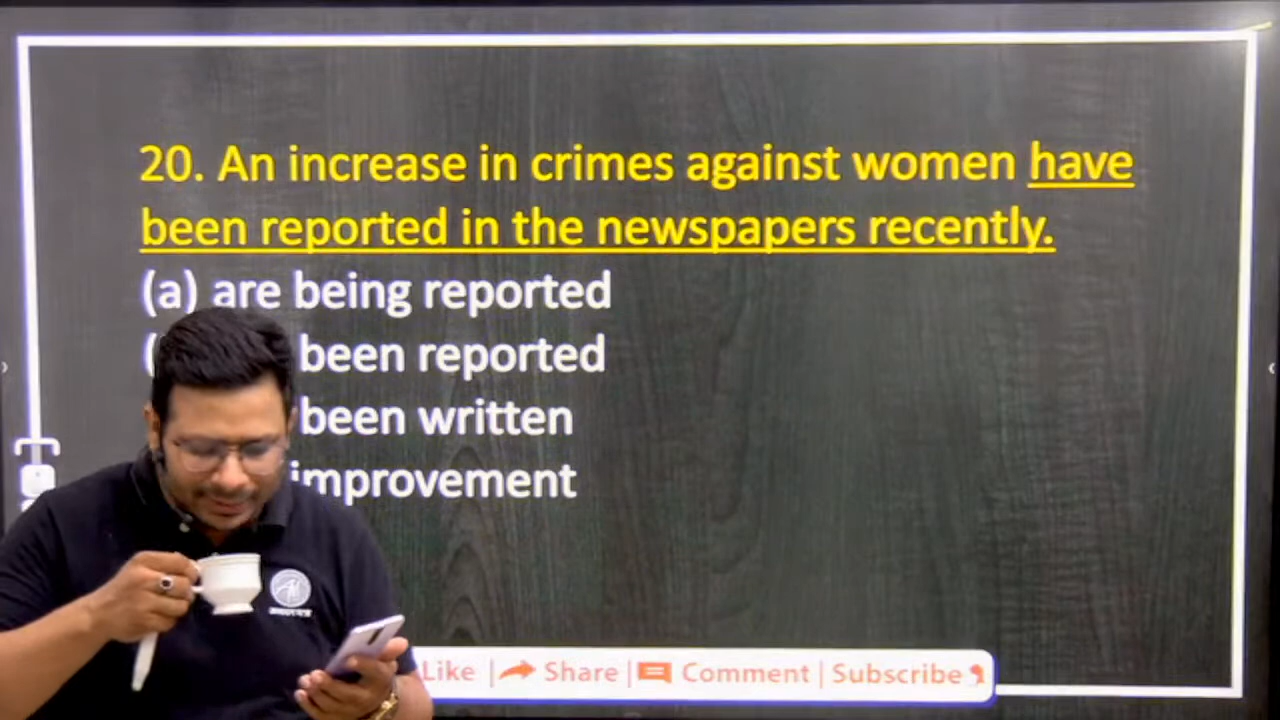 20. An increase in crimes against women have
been reported in the newspapers recently.
(a) are being reported
( been reported
been written
improvement
Like | Share | Comment | Subscribe